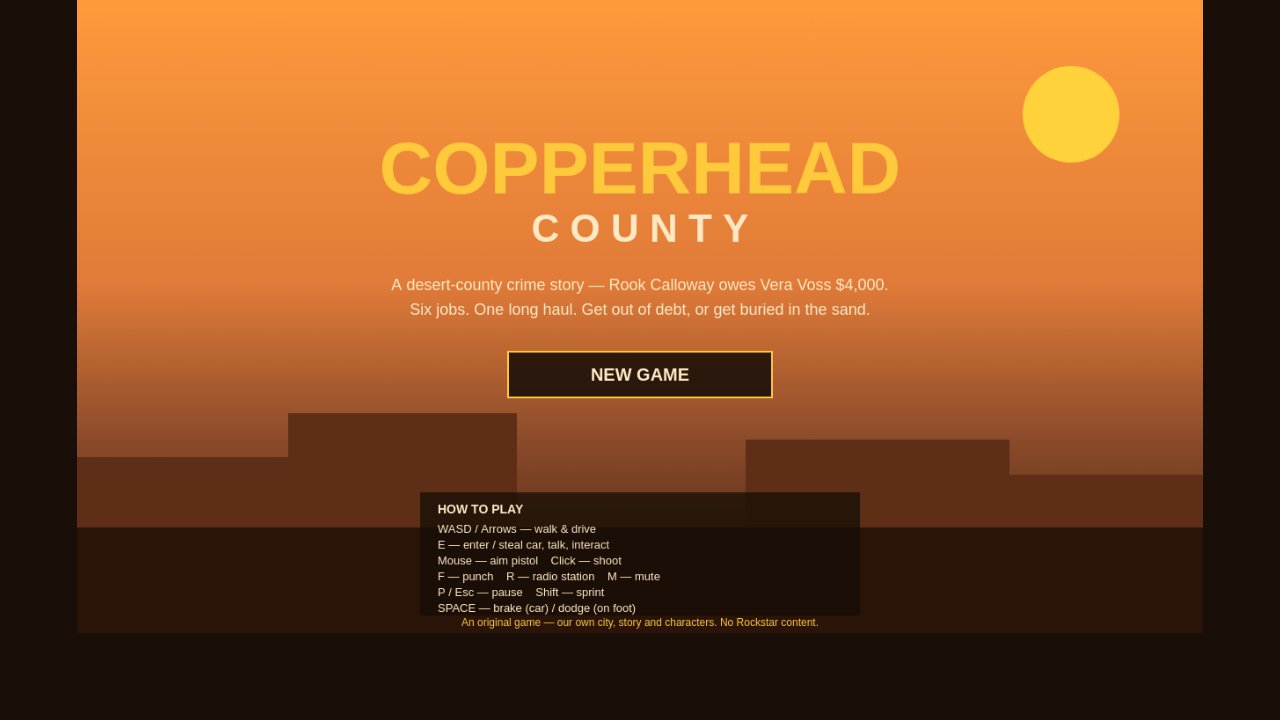 COPPERHEAD
COUNTY
A desert-county crime story — Rook Calloway owes Vera Voss $4,000.
Six jobs. One long haul. Get out of debt, or get buried in the sand.
NEW GAME
HOW TO PLAY
WASD / Arrows — walk & drive
E — enter / steal car, talk, interact
Mouse — aim pistol    Click — shoot
F — punch    R — radio station    M — mute
P / Esc — pause    Shift — sprint
SPACE — brake (car) / dodge (on foot)
An original game — our own city, story and characters. No Rockstar content.